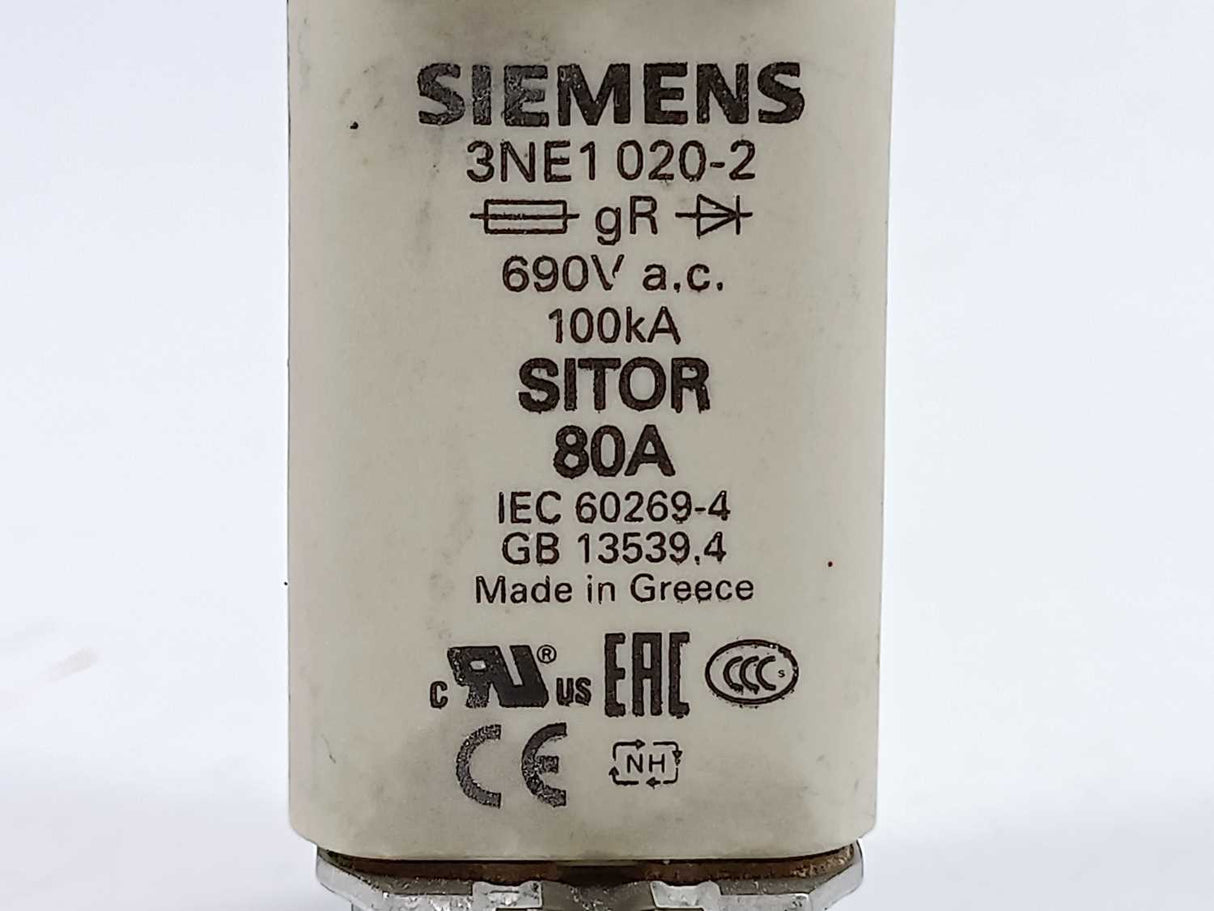 SIEMENS
3NE1 020-2
gR
690V a.c.
100kA
SITOR
80A
IEC 60269-4
GB 13539.4
Made in Greece
c RU ® US EAC CCC S
CE NH